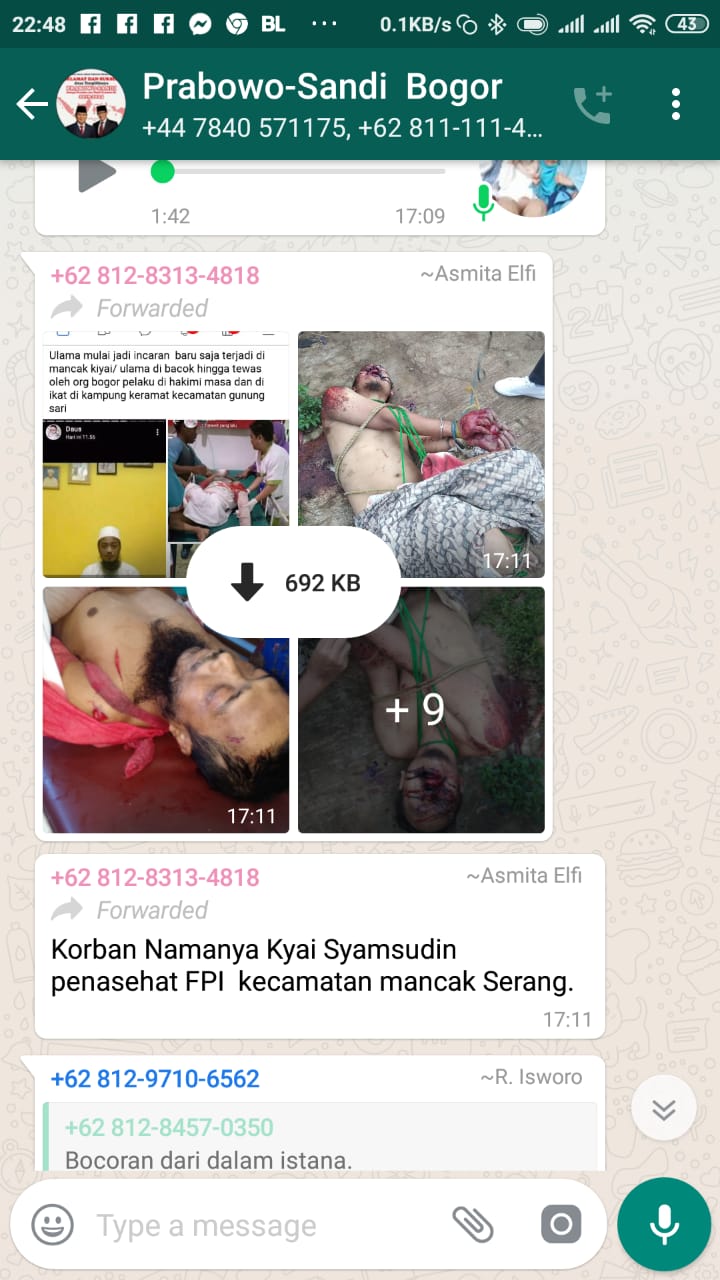 22:48 BL ... 0.1KB/s 43
Prabowo-Sandi Bogor
+44 7840 571175, +62 811-111-4...
1:42 17:09
+62 812-8313-4818 ~Asmita Elfi
Forwarded
Ulama mulai jadi incaran baru saja terjadi di
mancak kiyai/ ulama di bacok hingga tewas
oleh org bogor pelaku di hakimi masa dan di
ikat di kampung keramat kecamatan gunung
sari
Daus
Hari ini 11.56
yang lalu
17:11
692 KB
+ 9
17:11
+62 812-8313-4818 ~Asmita Elfi
Forwarded
Korban Namanya Kyai Syamsudin
penasehat FPI kecamatan mancak Serang.
17:11
+62 812-9710-6562 ~R. Isworo
+62 812-8457-0350
Bocoran dari dalam istana.
Type a message